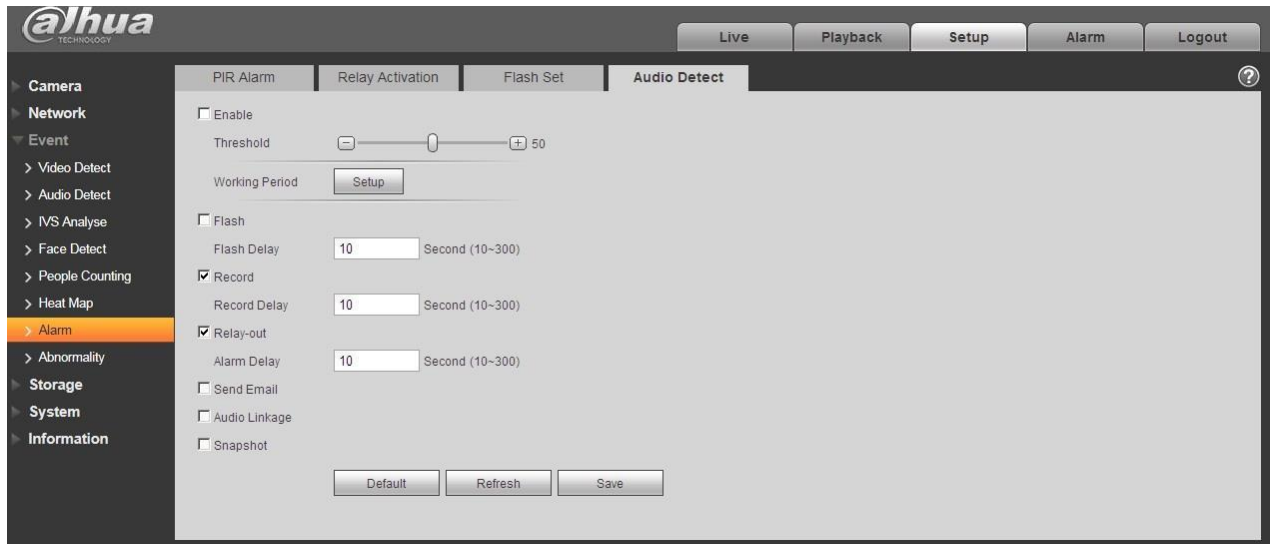 alhua
TECHNOLOGY
Live Playback Setup Alarm Logout
PIR Alarm Relay Activation Flash Set Audio Detect ?
Camera
Network
Event
> Video Detect
> Audio Detect
> IVS Analyse
> Face Detect
> People Counting
> Heat Map
> Alarm
> Abnormality
Storage
System
Information
Enable
Threshold - + 50
Working Period Setup
Flash
Flash Delay 10 Second (10~300)
Record
Record Delay 10 Second (10~300)
Relay-out
Alarm Delay 10 Second (10~300)
Send Email
Audio Linkage
Snapshot
Default Refresh Save